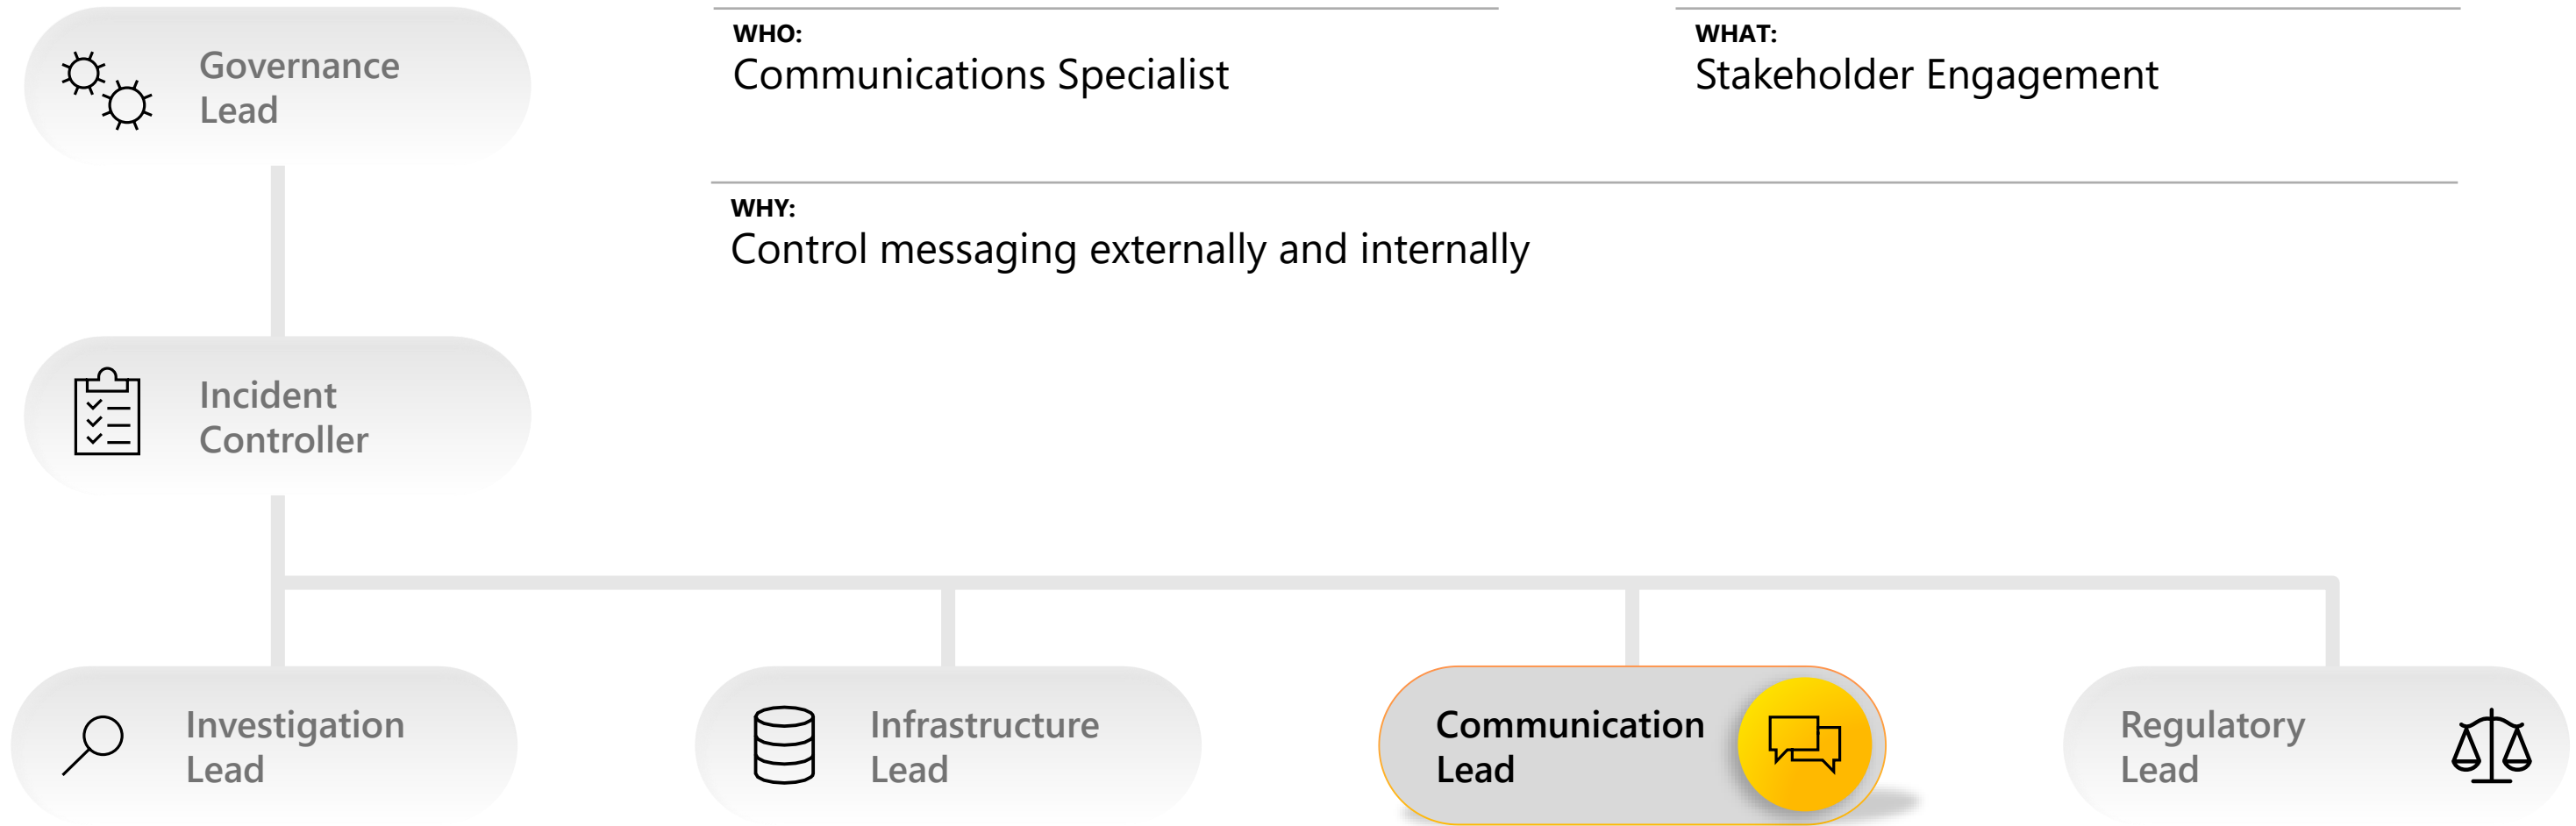 Governance
Lead
WHO:
Communications Specialist
WHAT:
Stakeholder Engagement
WHY:
Control messaging externally and internally
Incident
Controller
Investigation
Lead
Infrastructure
Lead
Communication
Lead
Regulatory
Lead